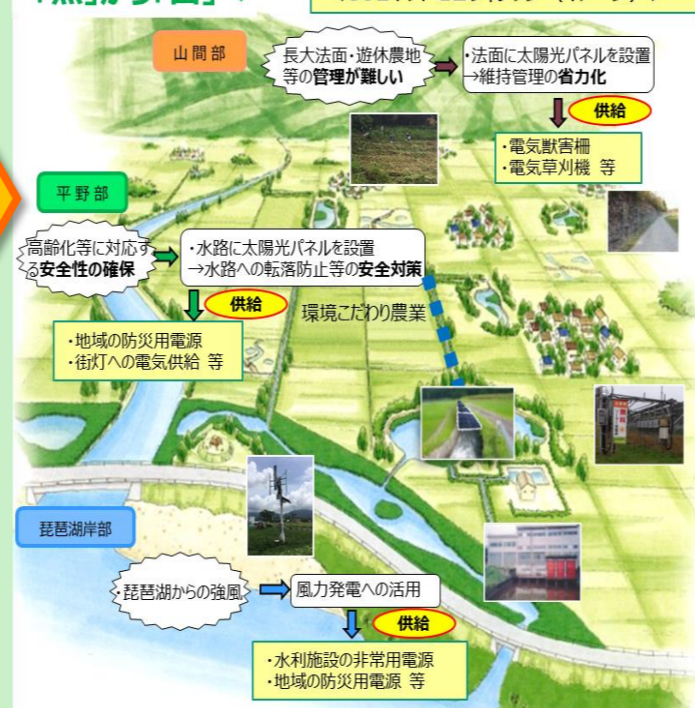 「点」から「面」へ
山間部
長大法面・遊休農地
等の管理が難しい
・法面に太陽光パネルを設置
→維持管理の省力化
供給
・電気獣害柵
・電気草刈機 等
平野部
高齢化等に対応す
る安全性の確保
・水路に太陽光パネルを設置
→水路への転落防止等の安全対策
供給
環境こだわり農業
・地域の防災用電源
・街灯への電気供給 等
琵琶湖岸部
・琵琶湖からの強風
風力発電への活用
供給
・水利施設の非常用電源
・地域の防災用電源 等